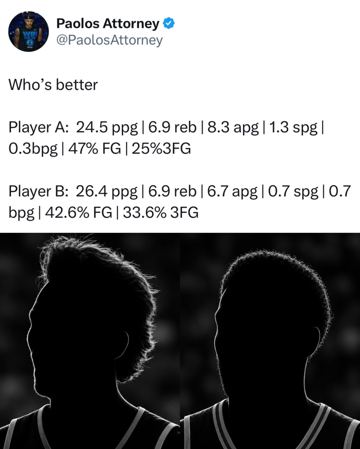 Paolos Attorney
@PaolosAttorney
Who's better
Player A:  24.5 ppg | 6.9 reb | 8.3 apg | 1.3 spg |
0.3bpg | 47% FG | 25%3FG
Player B:  26.4 ppg | 6.9 reb | 6.7 apg | 0.7 spg | 0.7
bpg | 42.6% FG | 33.6% 3FG